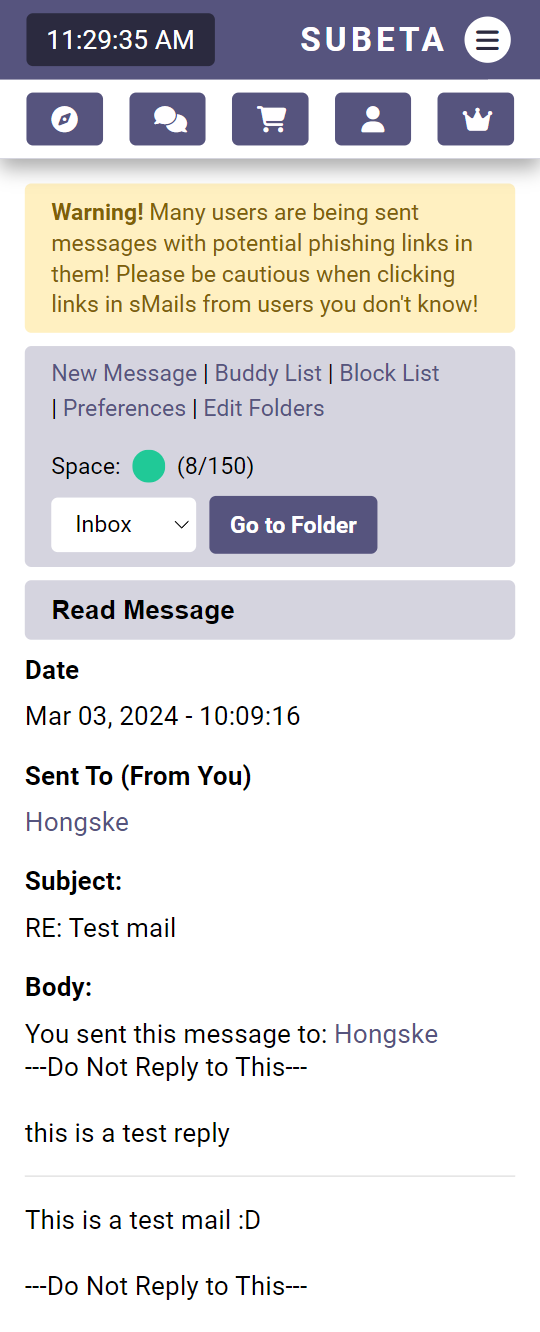 11:29:35 AM
SUBETA
Warning! Many users are being sent
messages with potential phishing links in
them! Please be cautious when clicking
links in sMails from users you don't know!
New Message | Buddy List | Block List
| Preferences | Edit Folders
Space: (8/150)
Inbox
Go to Folder
Read Message
Date
Mar 03, 2024 - 10:09:16
Sent To (From You)
Hongske
Subject:
RE: Test mail
Body:
You sent this message to: Hongske
---Do Not Reply to This---
this is a test reply
This is a test mail :D
---Do Not Reply to This---